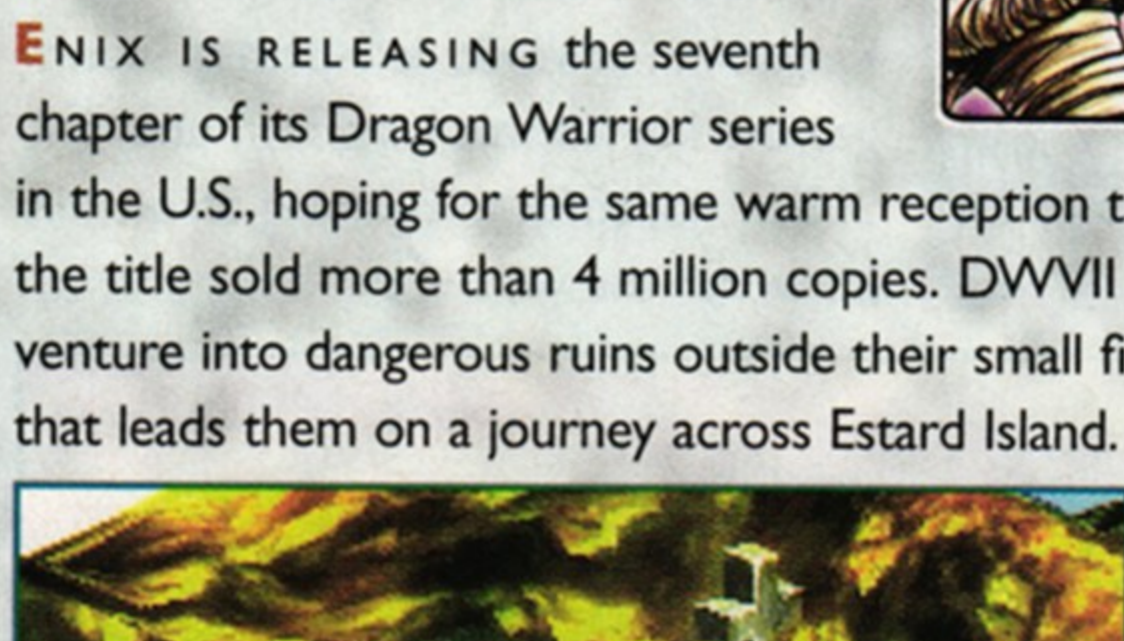 ENIX IS RELEASING the seventh
chapter of its Dragon Warrior series
in the U.S., hoping for the same warm reception
the title sold more than 4 million copies. DWVII
venture into dangerous ruins outside their small
that leads them on a journey across Estard Island.